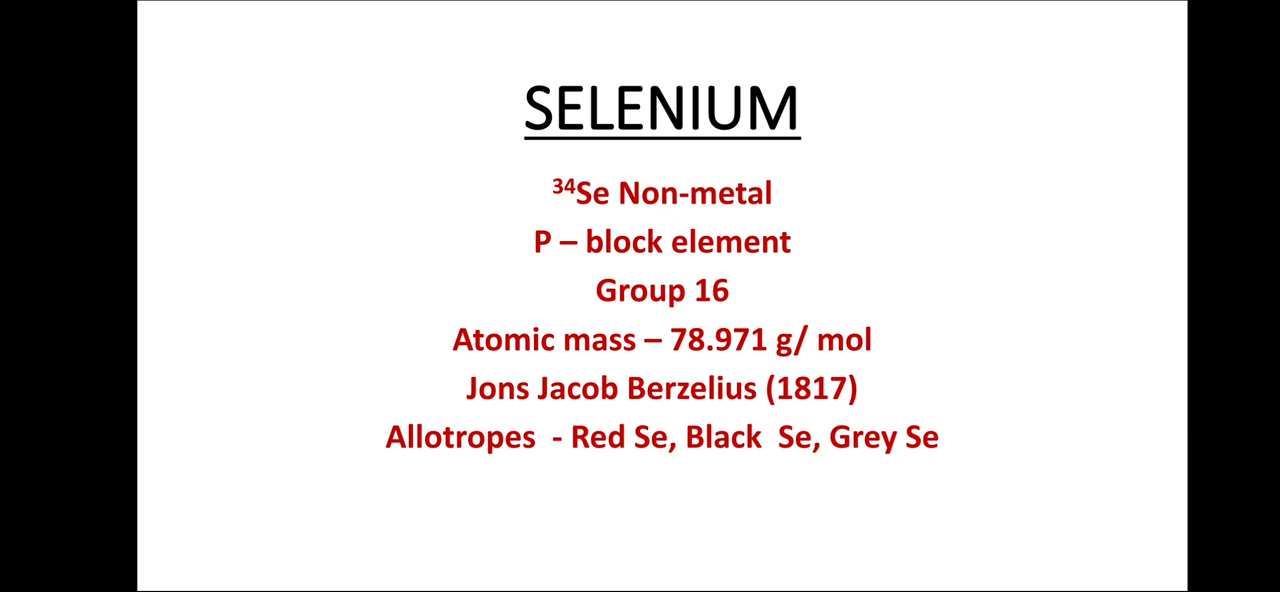 SELENIUM
³⁴Se Non-metal
P – block element
Group 16
Atomic mass – 78.971 g/ mol
Jons Jacob Berzelius (1817)
Allotropes  - Red Se, Black  Se, Grey Se